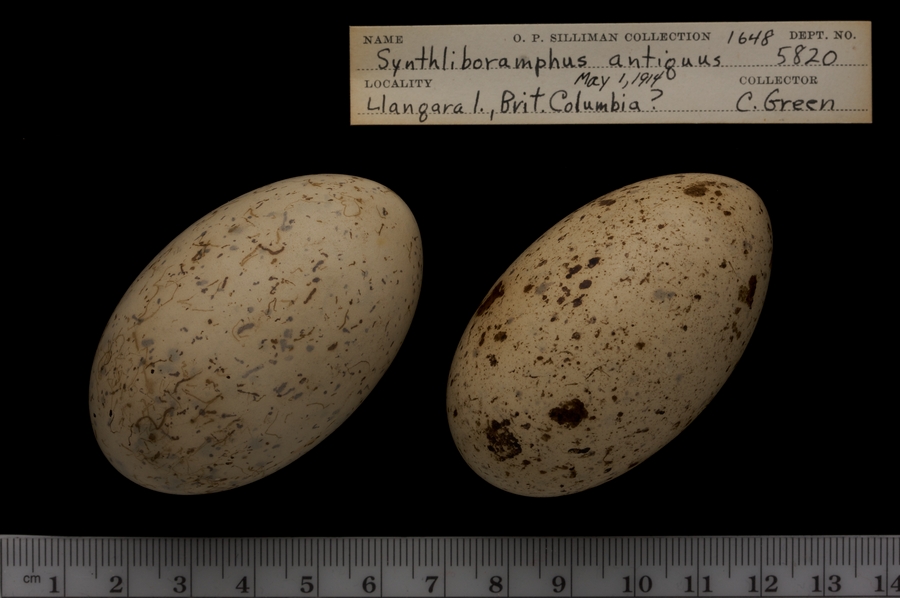 NAME O. P. SILLIMAN COLLECTION 1648 DEPT. NO.
Synthliboramphus antiquus 5820
LOCALITY May 1, 1914 COLLECTOR
Llangara I., Brit. Columbia? C. Green
cm 1 2 3 4 5 6 7 8 9 10 11 12 13 14